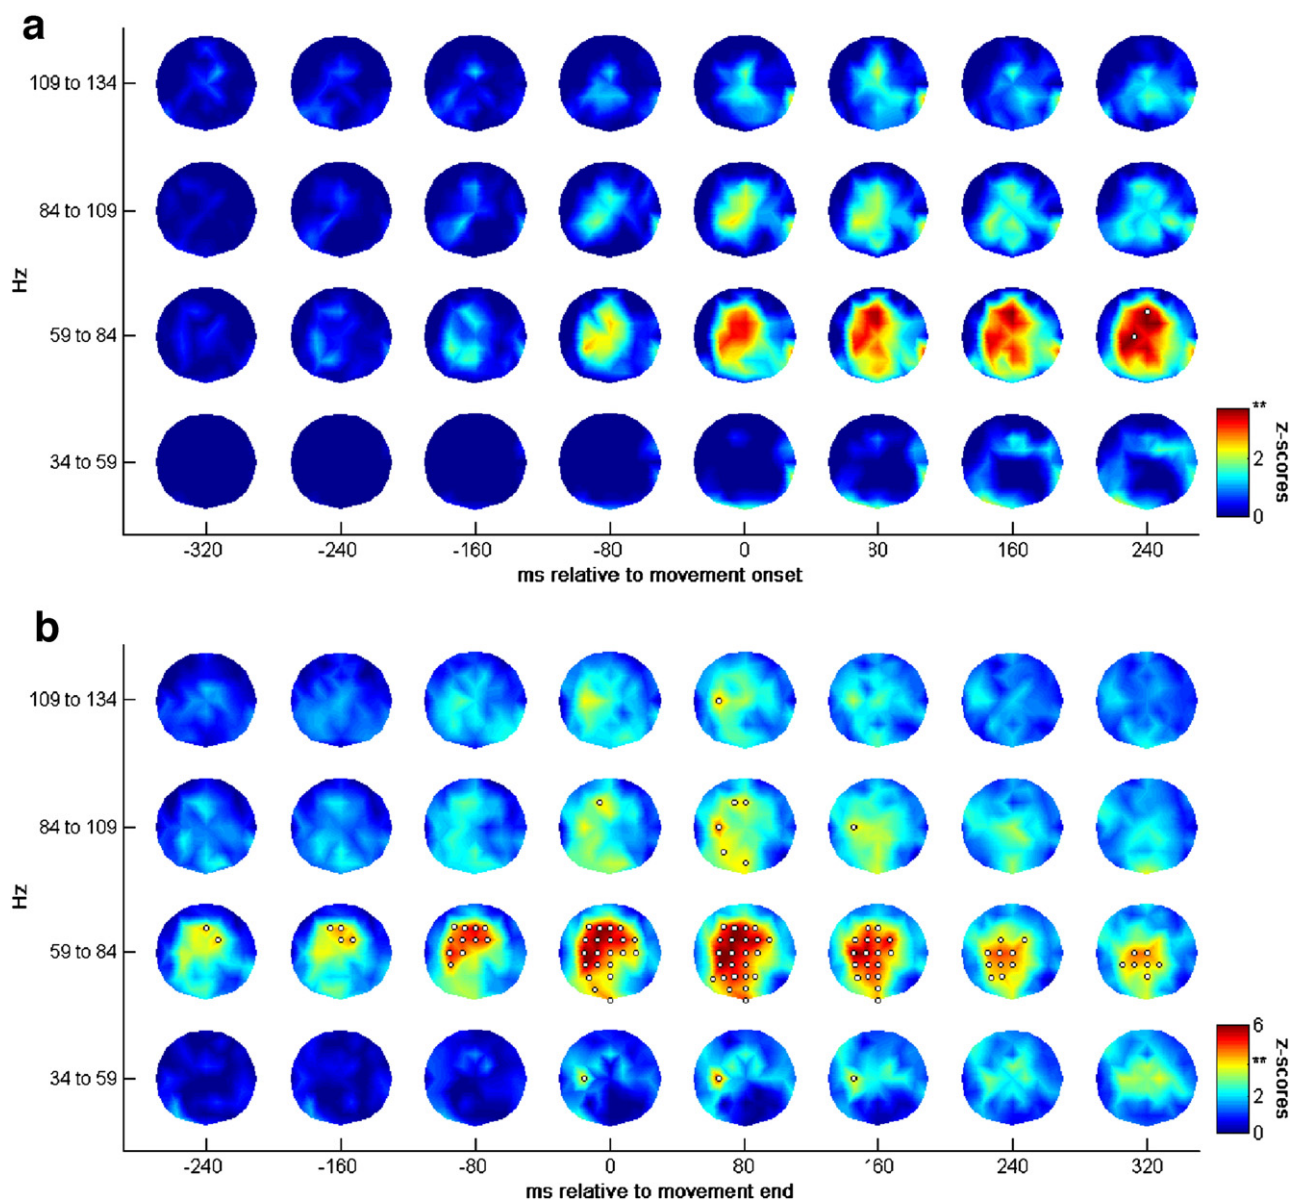 a
109 to 134
84 to 109
59 to 84
34 to 59
Hz
**
2
0
Z-scores
-320 -240 -160 -80 0 80 160 240
ms relative to movement onset
b
109 to 134
84 to 109
59 to 84
34 to 59
Hz
6
**
2
0
Z-scores
-240 -160 -80 0 80 160 240 320
ms relative to movement end